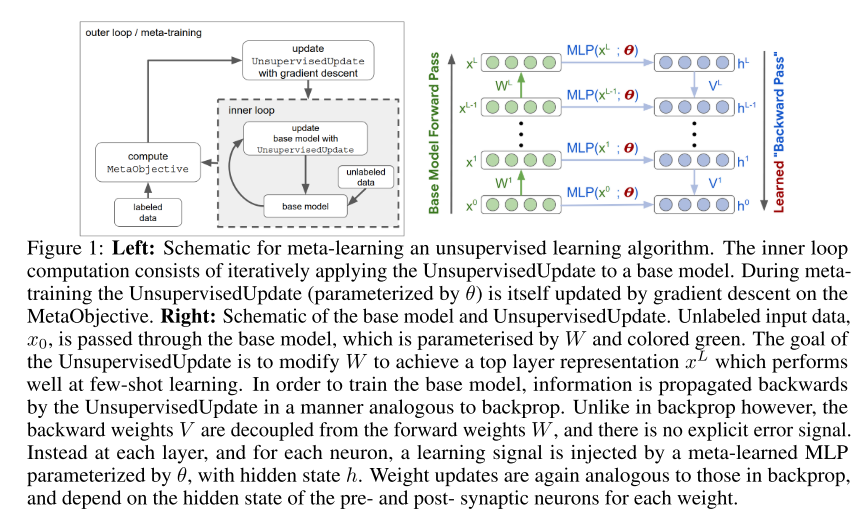 outer loop / meta-training
update
UnsupervisedUpdate
with gradient descent
inner loop
update
base model with
UnsupervisedUpdate
unlabeled
data
base model
compute
MetaObjective
labeled
data
Base Model Forward Pass
x^L
MLP(x^L ; θ)
h^L
W^L
V^L
x^{L-1}
MLP(x^{L-1} ; θ)
h^{L-1}
x^1
MLP(x^1 ; θ)
h^1
W^1
V^1
x^0
MLP(x^0 ; θ)
h^0
Learned "Backward Pass"
Figure 1: Left: Schematic for meta-learning an unsupervised learning algorithm. The inner loop
computation consists of iteratively applying the UnsupervisedUpdate to a base model. During meta-
training the UnsupervisedUpdate (parameterized by θ) is itself updated by gradient descent on the
MetaObjective. Right: Schematic of the base model and UnsupervisedUpdate. Unlabeled input data,
x_0, is passed through the base model, which is parameterised by W and colored green. The goal of
the UnsupervisedUpdate is to modify W to achieve a top layer representation x^L which performs
well at few-shot learning. In order to train the base model, information is propagated backwards
by the UnsupervisedUpdate in a manner analogous to backprop. Unlike in backprop however, the
backward weights V are decoupled from the forward weights W, and there is no explicit error signal.
Instead at each layer, and for each neuron, a learning signal is injected by a meta-learned MLP
parameterized by θ, with hidden state h. Weight updates are again analogous to those in backprop,
and depend on the hidden state of the pre- and post- synaptic neurons for each weight.